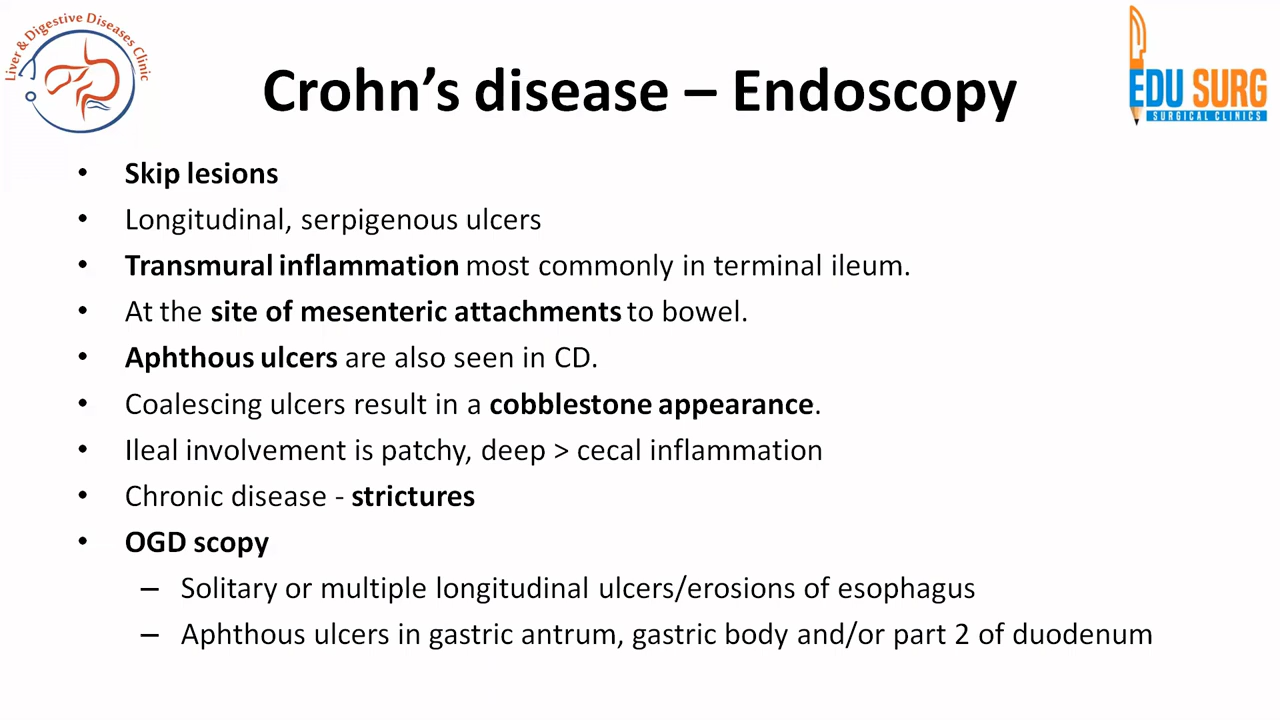 Liver & Digestive Diseases Clinic
EDU SURG
SURGICAL CLINICS
Crohn's disease – Endoscopy
• Skip lesions
• Longitudinal, serpigenous ulcers
• Transmural inflammation most commonly in terminal ileum.
• At the site of mesenteric attachments to bowel.
• Aphthous ulcers are also seen in CD.
• Coalescing ulcers result in a cobblestone appearance.
• Ileal involvement is patchy, deep > cecal inflammation
• Chronic disease - strictures
• OGD scopy
– Solitary or multiple longitudinal ulcers/erosions of esophagus
– Aphthous ulcers in gastric antrum, gastric body and/or part 2 of duodenum